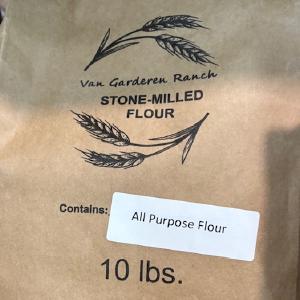 Van Garderen Ranch
STONE-MILLED
FLOUR
Contains: All Purpose Flour
10 lbs.